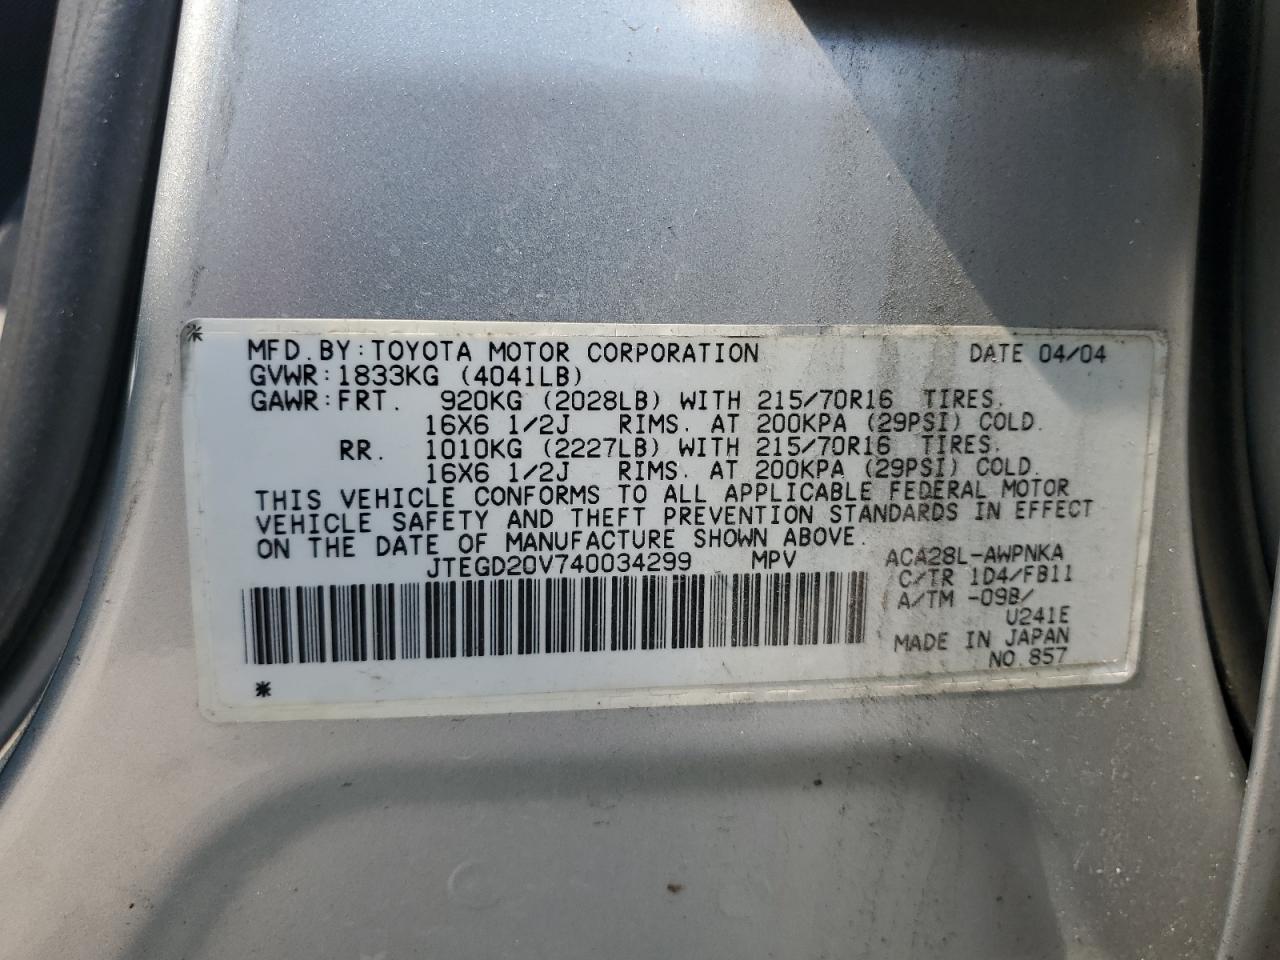 MFD. BY: TOYOTA MOTOR CORPORATION DATE 04/04
GVWR: 1833KG (4041LB)
GAWR: FRT. 920KG (2028LB) WITH 215/70R16 TIRES.
16X6 1/2J RIMS. AT 200KPA (29PSI) COLD.
RR. 1010KG (2227LB) WITH 215/70R16 TIRES.
16X6 1/2J RIMS. AT 200KPA (29PSI) COLD.
THIS VEHICLE CONFORMS TO ALL APPLICABLE FEDERAL MOTOR
VEHICLE SAFETY AND THEFT PREVENTION STANDARDS IN EFFECT
ON THE DATE OF MANUFACTURE SHOWN ABOVE.
JTEGD20V740034299 MPV ACA28L-AWPNKA
C/TR 1D4/FB11
A/TM -09B/
U241E
MADE IN JAPAN
NO.857